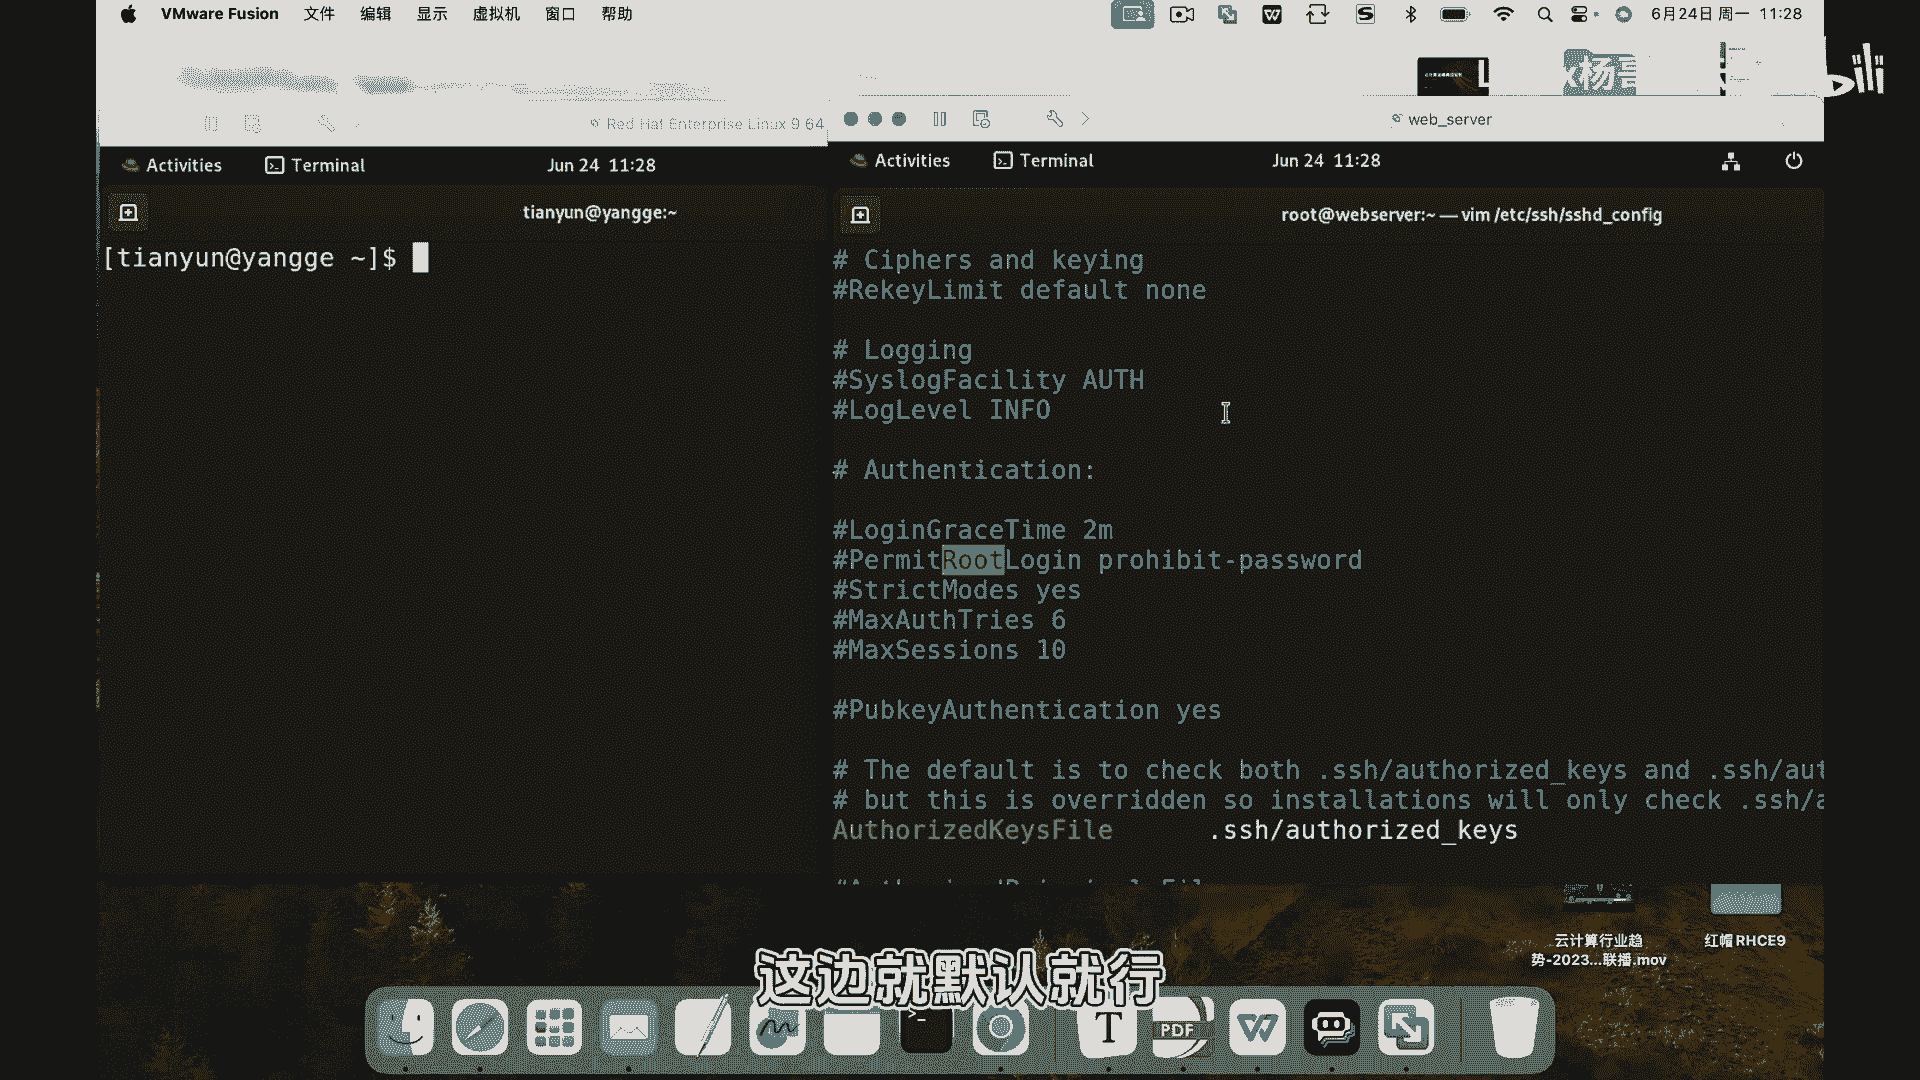 VMware Fusion 文件 编辑 显示 虚拟机 窗口 帮助
6月24日 周一 11:28
Red Hat Enterprise Linux 9 64
web_server
Activities Terminal Jun 24 11:28
Activities Terminal Jun 24 11:28
tianyun@yangge:~
root@webserver:~ — vim /etc/ssh/sshd_config
[tianyun@yangge ~]$
# Ciphers and keying
#RekeyLimit default none
# Logging
#SyslogFacility AUTH
#LogLevel INFO
# Authentication:
#LoginGraceTime 2m
#PermitRootLogin prohibit-password
#StrictModes yes
#MaxAuthTries 6
#MaxSessions 10
#PubkeyAuthentication yes
# The default is to check both .ssh/authorized_keys and .ssh/aut
# but this is overridden so installations will only check .ssh/a
AuthorizedKeysFile .ssh/authorized_keys
云计算行业趋
势-2023...联播.mov
红帽RHCE9
这边就默认就行
PDF